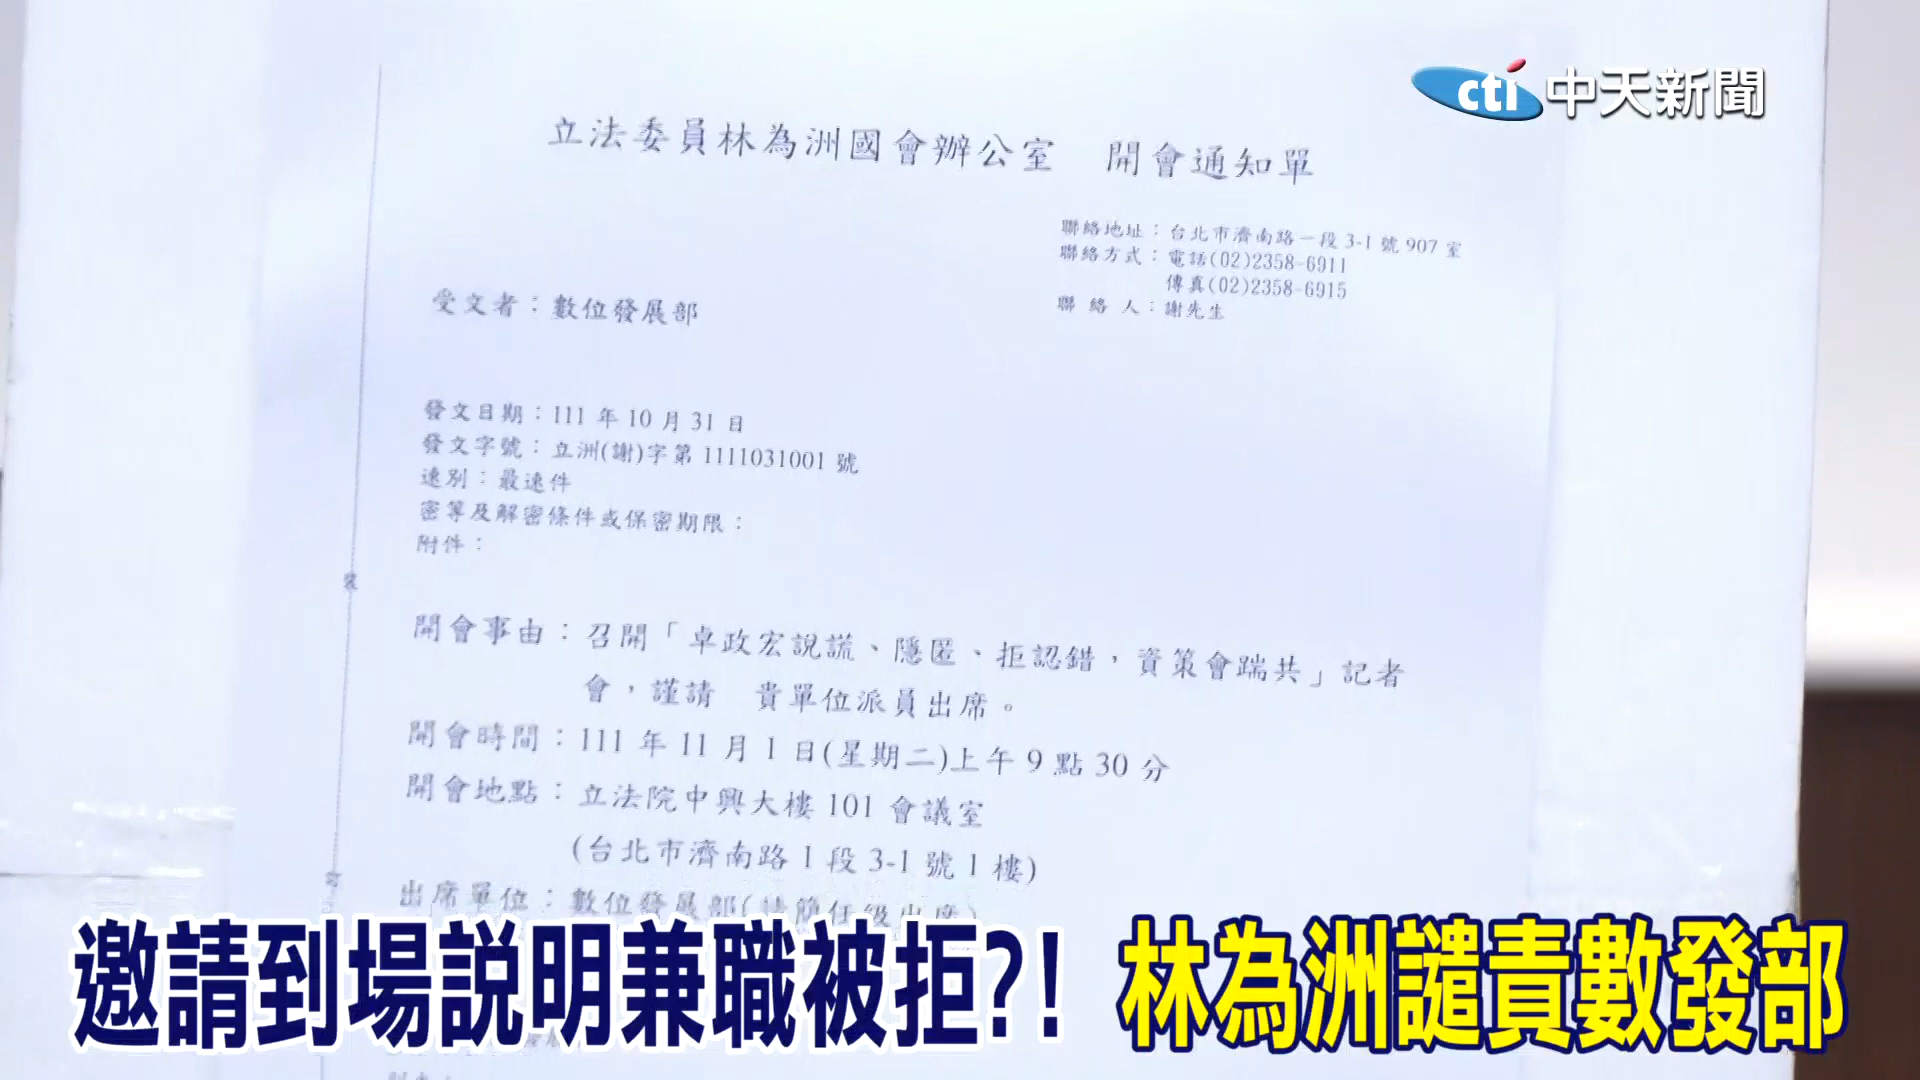 cti 中天新聞
立法委員林為洲國會辦公室 開會通知單
聯絡地址：台北市濟南路一段3-1號907室
聯絡方式：電話(02)2358-6911
傳真(02)2358-6915
聯 絡 人：謝先生
受文者：數位發展部
發文日期：111年10月31日
發文字號：立洲(謝)字第1111031001號
速別：最速件
密等及解密條件或保密期限：
附件：
裝
開會事由：召開「卓政宏說謊、隱匿、拒認錯，資策會踹共」記者
會，謹請 貴單位派員出席。
開會時間：111年11月1日(星期二)上午9點30分
開會地點：立法院中興大樓101會議室
(台北市濟南路1段3-1號1樓)
出席單位：數位發展部(請簡任級出席)
邀請到場説明兼職被拒?! 林為洲譴責數發部